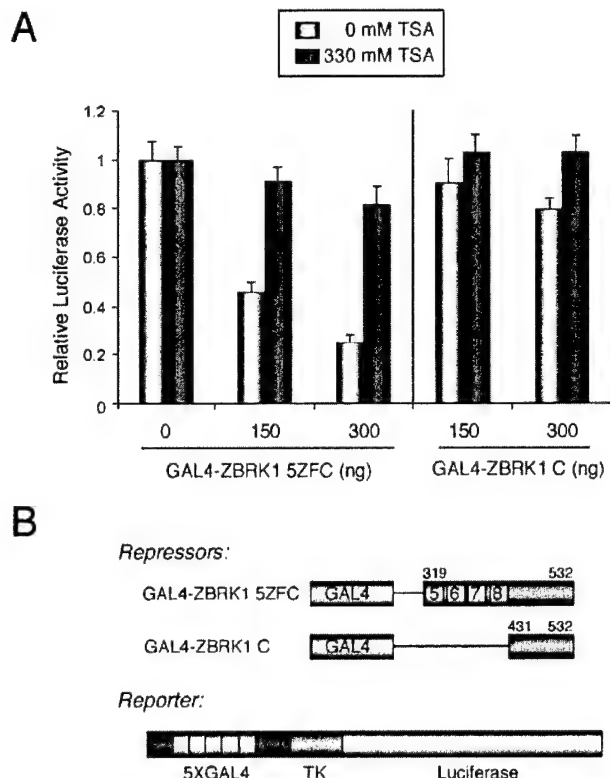 A
0 mM TSA
330 mM TSA
Relative Luciferase Activity
1.2
1
0.8
0.6
0.4
0.2
0
0 150 300 150 300
GAL4-ZBRK1 5ZFC (ng) GAL4-ZBRK1 C (ng)
B
Repressors:
319 532
GAL4-ZBRK1 5ZFC GAL4 5 6 7 8
431 532
GAL4-ZBRK1 C GAL4
Reporter:
5XGAL4 TK Luciferase